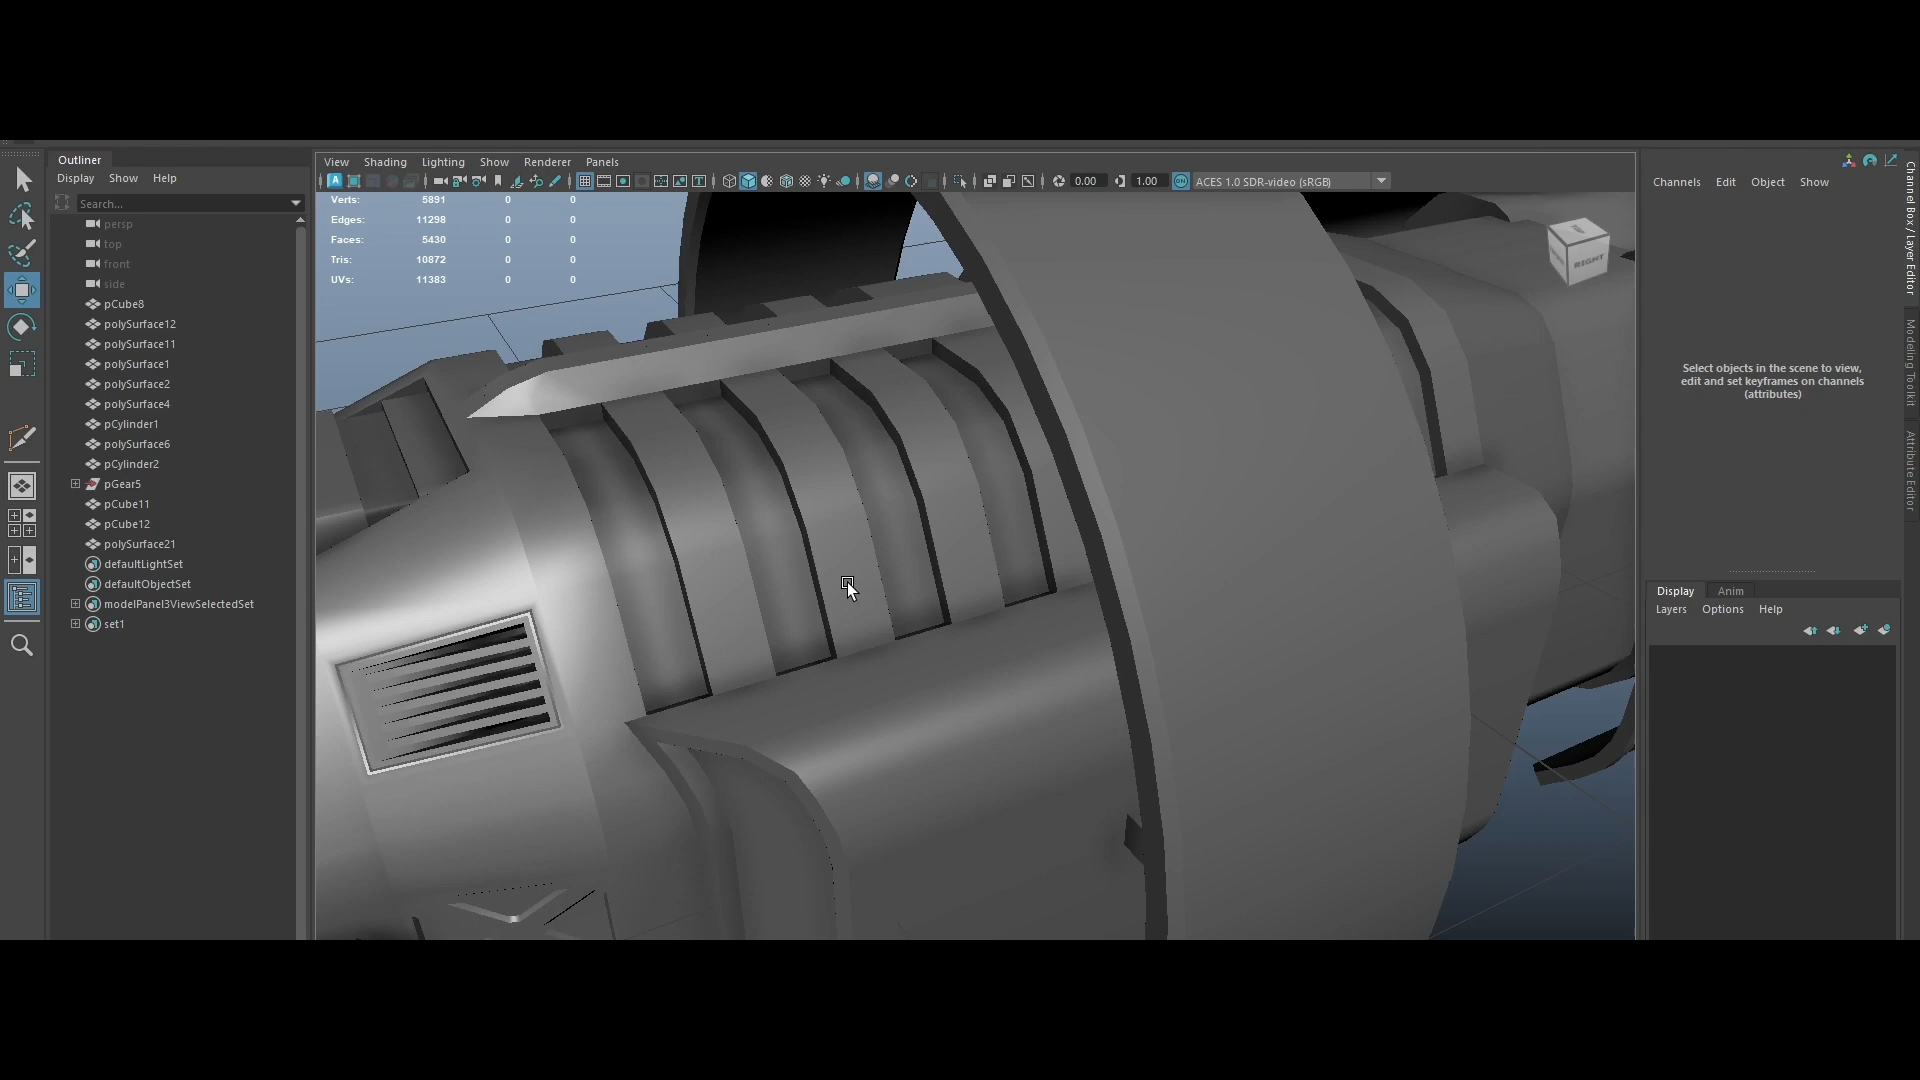 Outliner
Display Show Help
Search...
persp
top
front
side
pCube8
polySurface12
polySurface11
polySurface1
polySurface2
polySurface4
pCylinder1
polySurface6
pCylinder2
pGear5
pCube11
pCube12
polySurface21
defaultLightSet
defaultObjectSet
modelPanel3ViewSelectedSet
set1
View Shading Lighting Show Renderer Panels
0.00 1.00 ON ACES 1.0 SDR-video (sRGB)
Verts: 5891 0 0
Edges: 11298 0 0
Faces: 5430 0 0
Tris: 10872 0 0
UVs: 11383 0 0
RIGHT
Channels Edit Object Show
Select objects in the scene to view,
edit and set keyframes on channels
(attributes)
Display Anim
Layers Options Help
Channel Box / Layer Editor
Modeling Toolkit
Attribute Editor